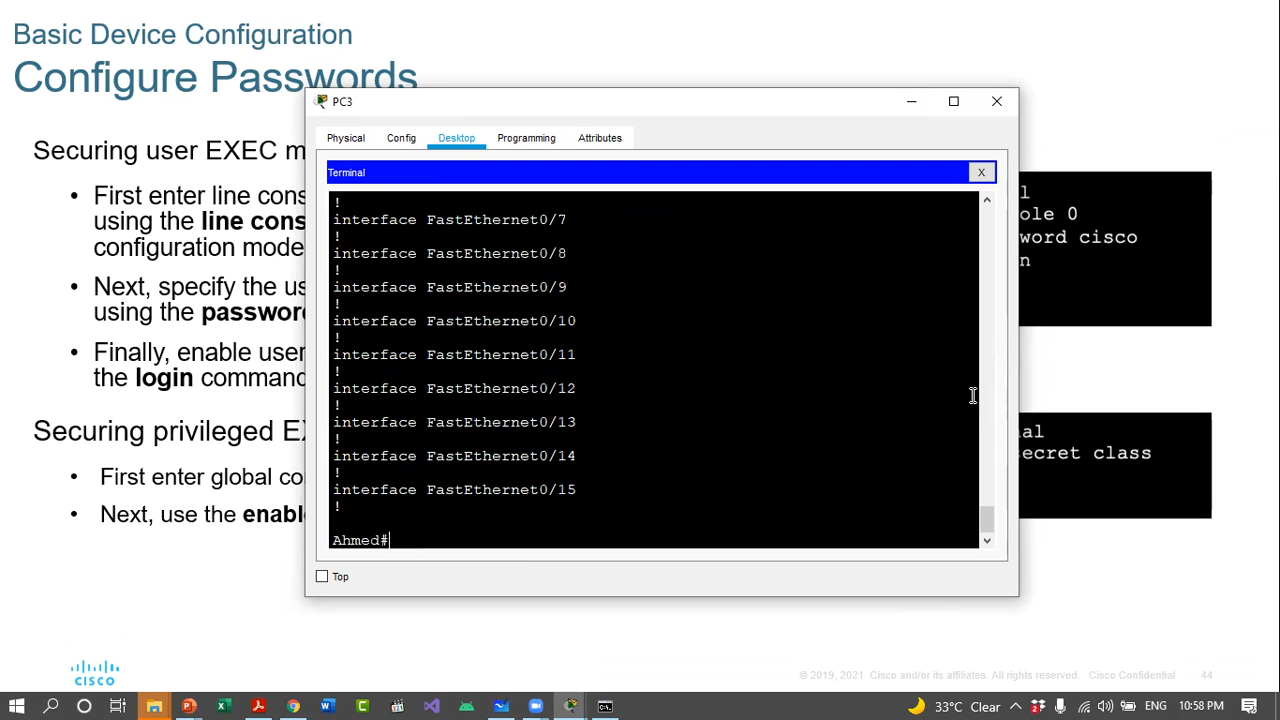 Basic Device Configuration
Configure Passwords
PC3
Physical
Config
Desktop
Programming
Attributes
Securing user EXEC m
• First enter line cons
using the line cons
configuration mode
• Next, specify the us
using the password
• Finally, enable user
the login command
Securing privileged EX
• First enter global co
• Next, use the enable
Terminal
X
!
interface FastEthernet0/7
!
interface FastEthernet0/8
!
interface FastEthernet0/9
!
interface FastEthernet0/10
!
interface FastEthernet0/11
!
interface FastEthernet0/12
!
interface FastEthernet0/13
!
interface FastEthernet0/14
!
interface FastEthernet0/15
!
Ahmed#
Top
l
ole 0
word cisco
n
al
secret class
CISCO
© 2019, 2021 Cisco and/or its affiliates. All rights reserved. Cisco Confidential
44
33°C Clear
ENG
10:58 PM